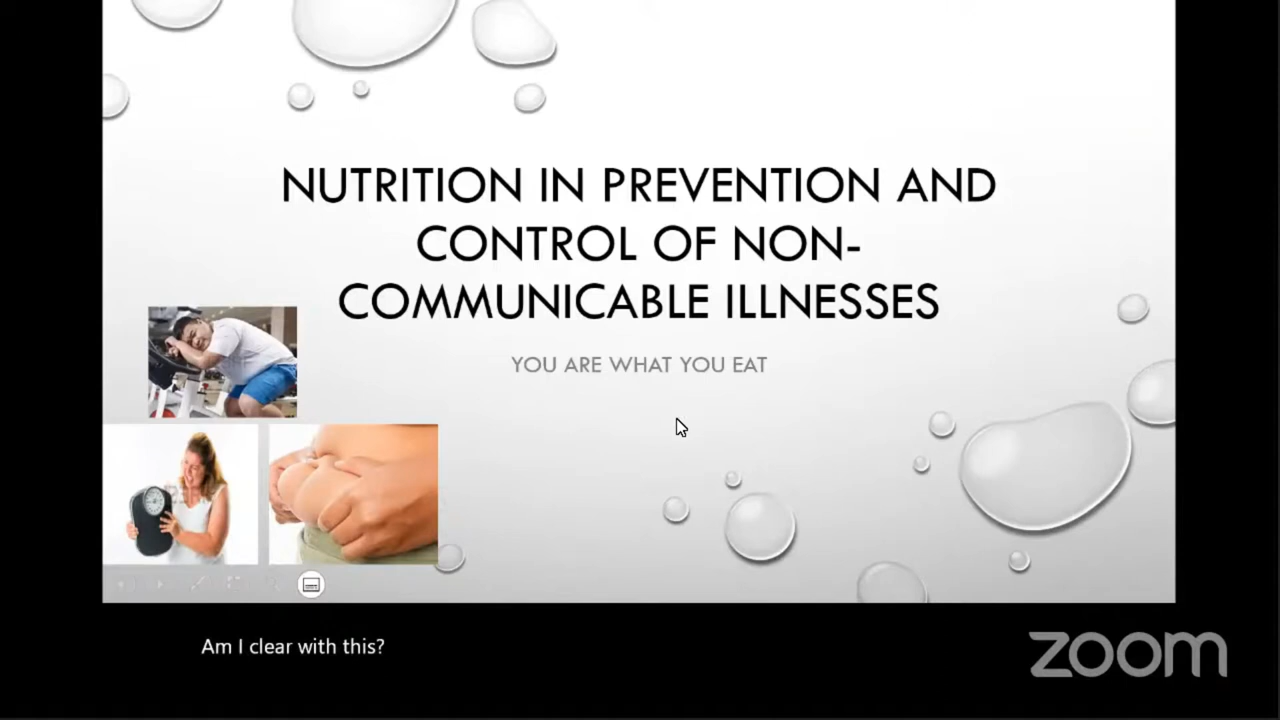 NUTRITION IN PREVENTION AND
CONTROL OF NON-
COMMUNICABLE ILLNESSES
YOU ARE WHAT YOU EAT
Am I clear with this?
zoom